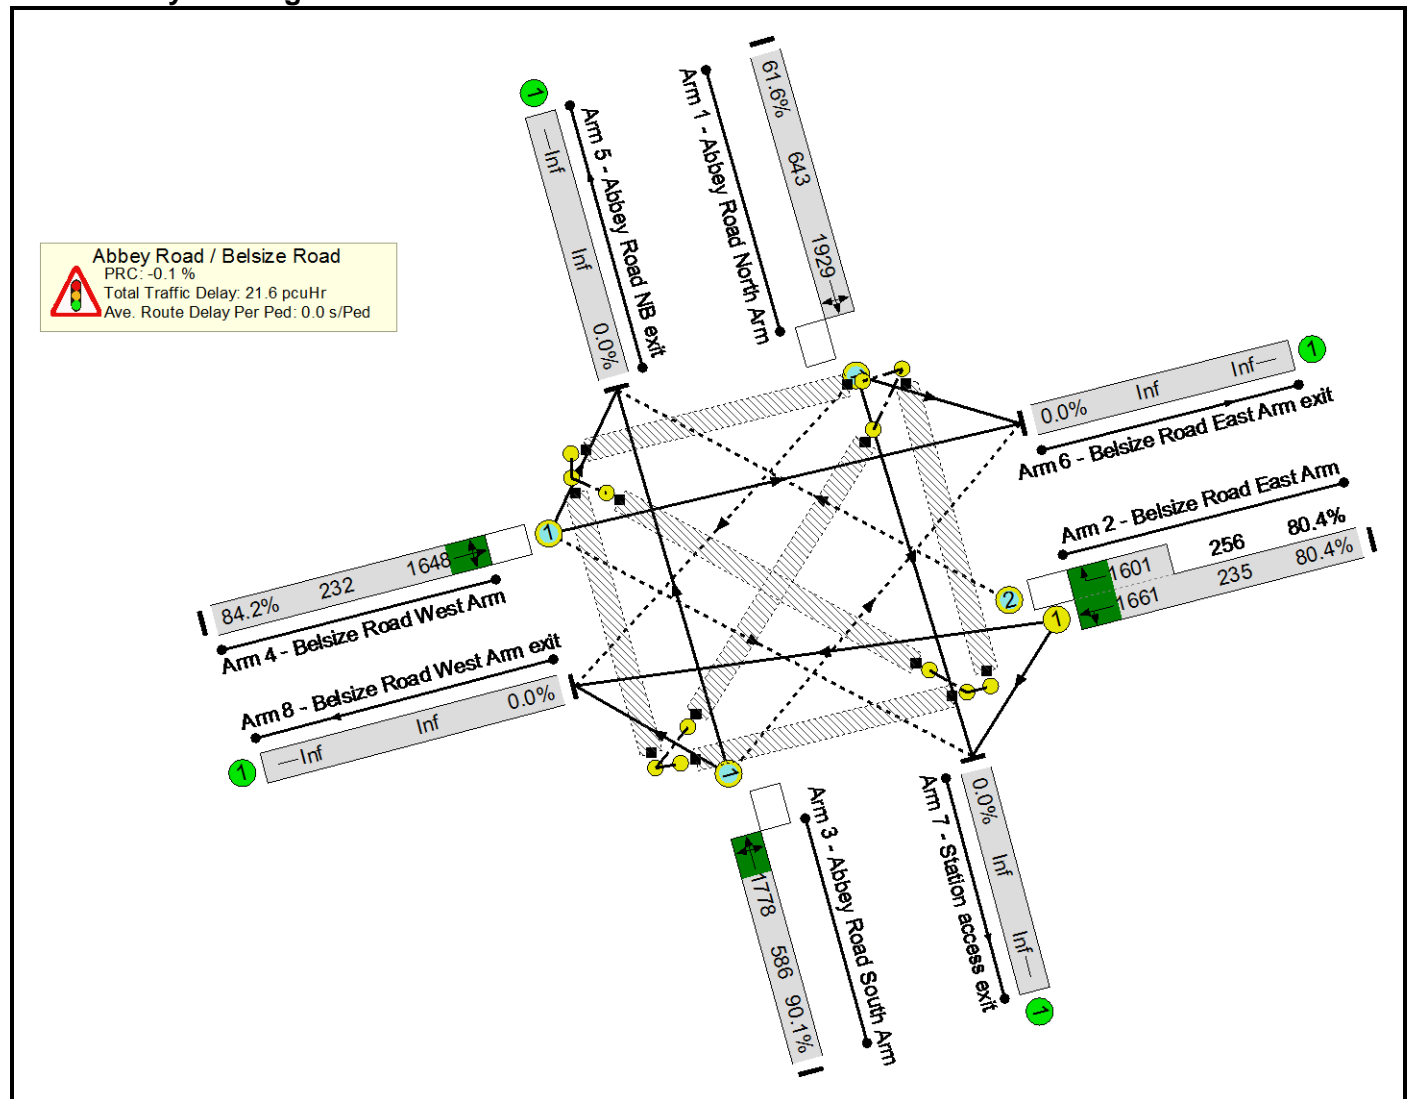 Abbey Road / Belsize Road
PRC: -0.1 %
Total Traffic Delay: 21.6 pcuHr
Ave. Route Delay Per Ped: 0.0 s/Ped
1
Inf
Inf
0.0%
Arm 5 - Abbey Road NB exit
Arm 1 - Abbey Road North Arm
61.6%
643
1929
1
0.0%
Inf
Inf
1
Arm 6 - Belsize Road East Arm exit
Arm 2 - Belsize Road East Arm
1601
256
80.4%
1661
235
80.4%
2
1
1
84.2%
232
1648
Arm 4 - Belsize Road West Arm
Arm 8 - Belsize Road West Arm exit
Inf
Inf
0.0%
1
1
1778
586
90.1%
Arm 3 - Abbey Road South Arm
Arm 7 - Station access exit
0.0%
Inf
Inf
1